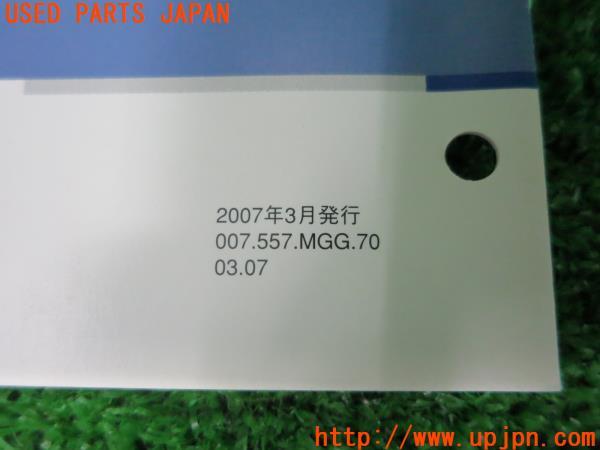 USED PARTS JAPAN
2007年3月発行
007.557.MGG.70
03.07
http://www.upjpn.com